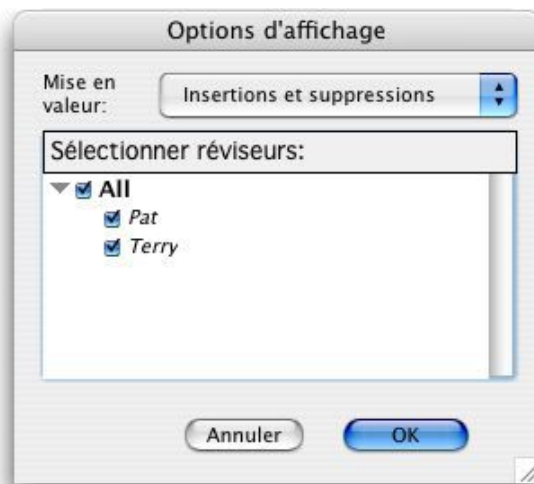 Options d'affichage
Mise en
valeur:
Insertions et suppressions
Sélectionner réviseurs:
All
Pat
Terry
Annuler
OK